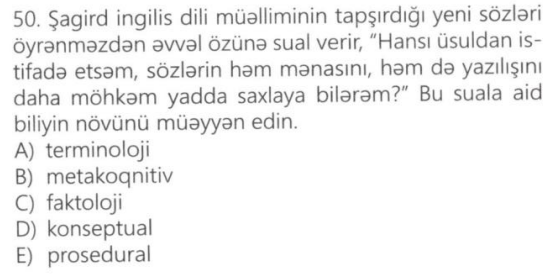 50. Şagird ingilis dili müəlliminin tapşırdığı yeni sözləri
öyrənməzdən əvvəl özünə sual verir, “Hansı üsuldan is-
tifadə etsəm, sözlərin həm mənasını, həm də yazılışını
daha möhkəm yadda saxlaya bilərəm?” Bu suala aid
biliyin növünü müəyyən edin.
A) terminoloji
B) metakoqnitiv
C) faktoloji
D) konseptual
E) prosedural